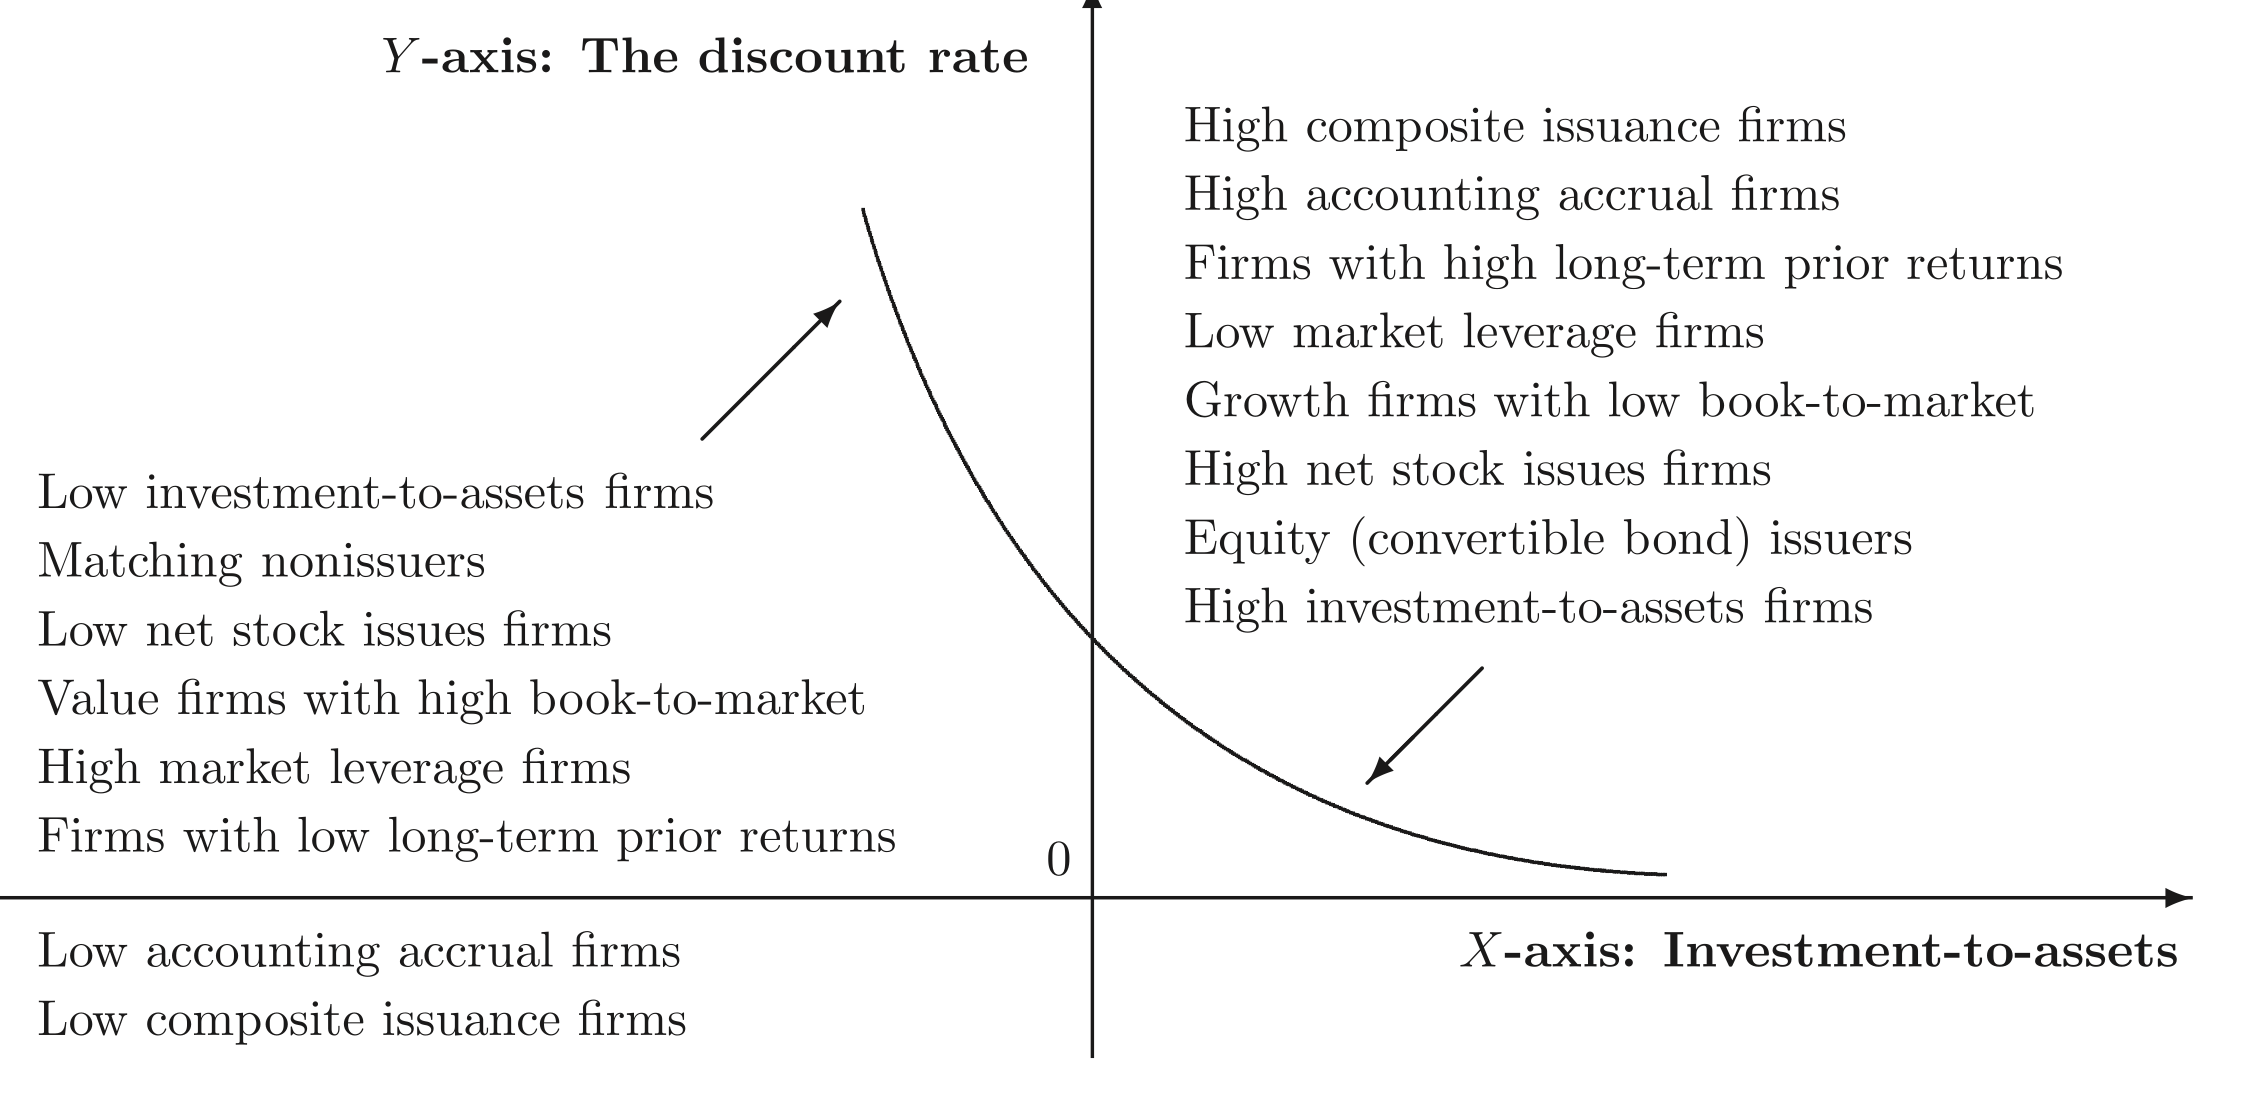 Y-axis: The discount rate
High composite issuance firms
High accounting accrual firms
Firms with high long-term prior returns
Low market leverage firms
Growth firms with low book-to-market
High net stock issues firms
Equity (convertible bond) issuers
High investment-to-assets firms
Low investment-to-assets firms
Matching nonissuers
Low net stock issues firms
Value firms with high book-to-market
High market leverage firms
Firms with low long-term prior returns
0
Low accounting accrual firms
Low composite issuance firms
X-axis: Investment-to-assets